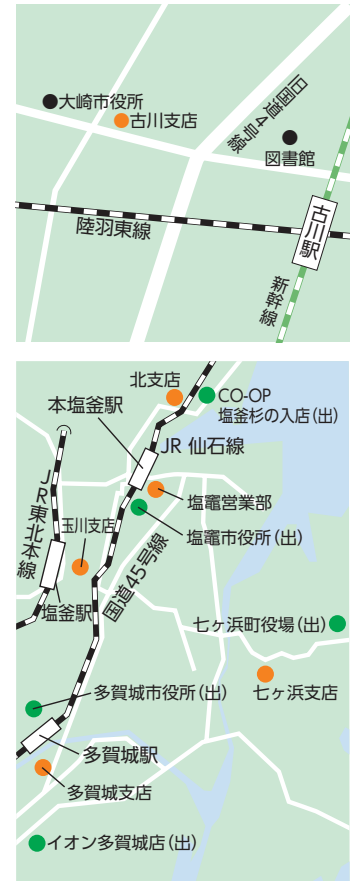 大崎市役所
古川支店
旧国道4号線
図書館
古川駅
陸羽東線
新幹線
北支店
CO-OP
塩釜杉の入店(出)
本塩釜駅
JR 仙石線
JR東北本線
玉川支店
塩竈営業部
塩竈市役所(出)
国道45号線
塩釜駅
七ヶ浜町役場(出)
七ヶ浜支店
多賀城市役所(出)
多賀城駅
多賀城支店
イオン多賀城店(出)